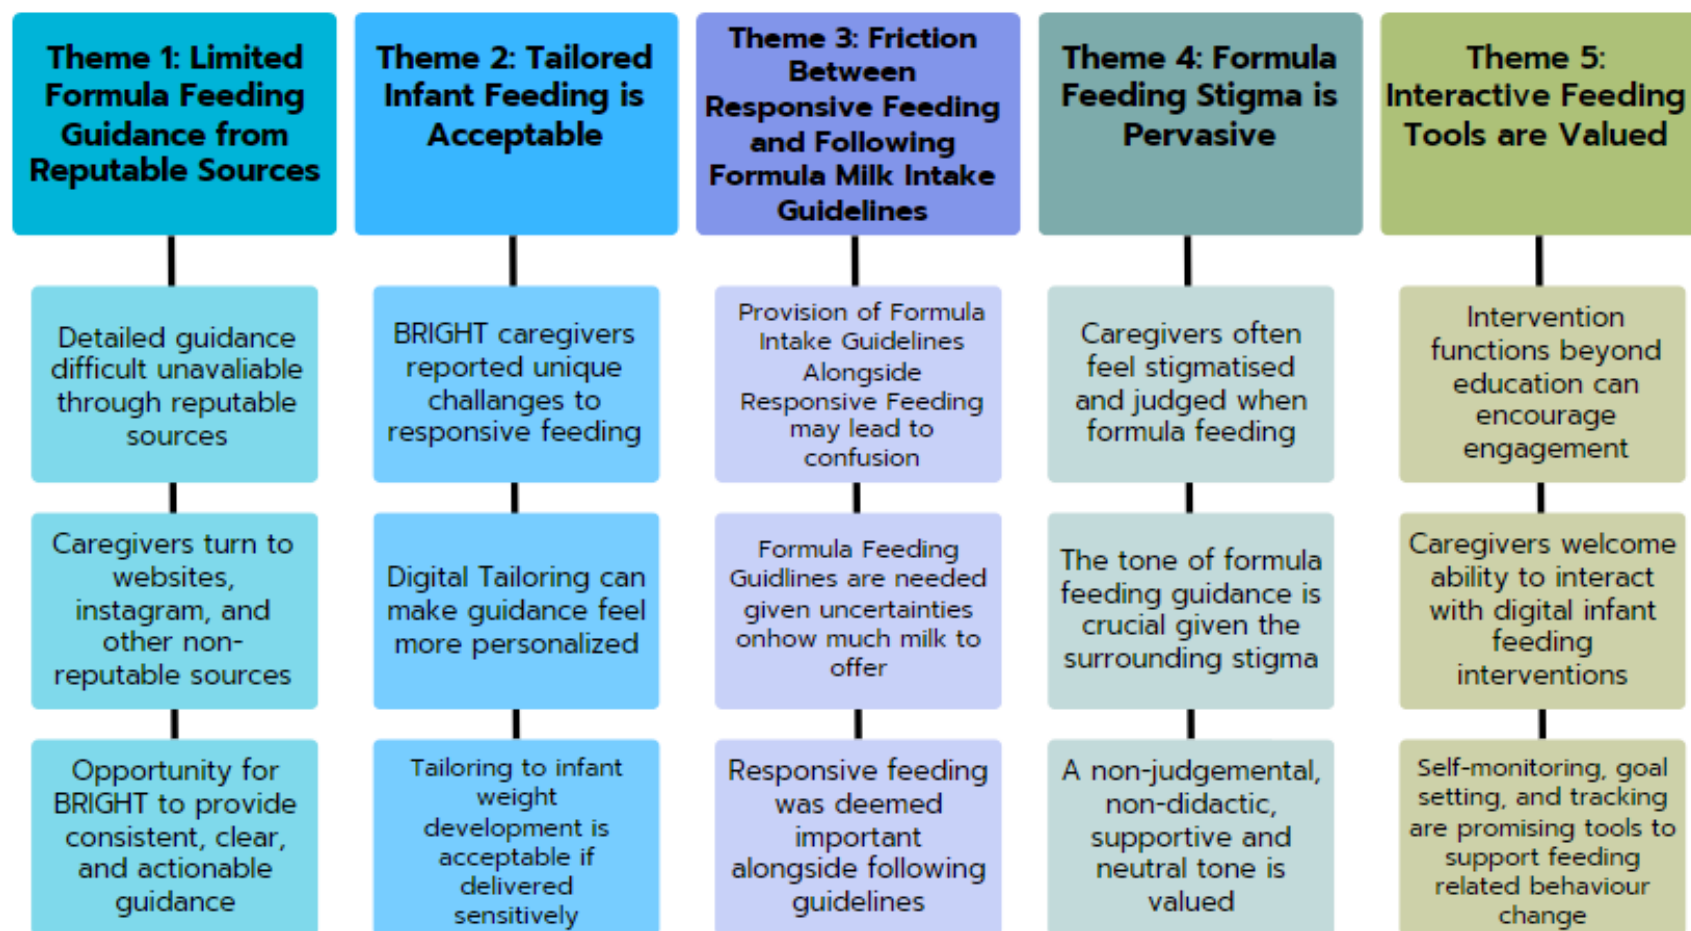 Theme 1: Limited
Formula Feeding
Guidance from
Reputable Sources
Detailed guidance
difficult unavaliable
through reputable
sources
Caregivers turn to
websites,
instagram, and
other non-
reputable sources
Opportunity for
BRIGHT to provide
consistent, clear,
and actionable
guidance
Theme 2: Tailored
Infant Feeding is
Acceptable
BRIGHT caregivers
reported unique
challanges to
responsive feeding
Digital Tailoring can
make guidance feel
more personalized
Tailoring to infant
weight
development is
acceptable if
delivered
sensitively
Theme 3: Friction
Between
Responsive Feeding
and Following
Formula Milk Intake
Guidelines
Provision of Formula
Intake Guidelines
Alongside
Responsive Feeding
may lead to
confusion
Formula Feeding
Guidlines are needed
given uncertainties
onhow much milk to
offer
Responsive feeding
was deemed
important
alongside following
guidelines
Theme 4: Formula
Feeding Stigma is
Pervasive
Caregivers often
feel stigmatised
and judged when
formula feeding
The tone of formula
feeding guidance is
crucial given the
surrounding stigma
A non-judgemental,
non-didactic,
supportive and
neutral tone is
valued
Theme 5:
Interactive Feeding
Tools are Valued
Intervention
functions beyond
education can
encourage
engagement
Caregivers welcome
ability to interact
with digital infant
feeding
interventions
Self-monitoring, goal
setting, and tracking
are promising tools to
support feeding
related behaviour
change